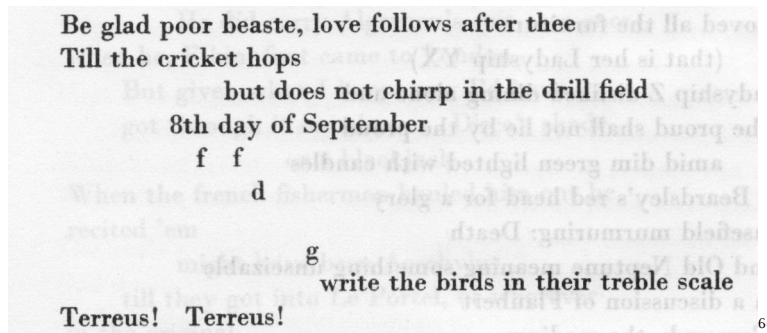 Be glad poor beaste, love follows after thee
Till the cricket hops
but does not chirrp in the drill field
8th day of September
f f
d
g
write the birds in their treble scale
Terreus! Terreus!
6